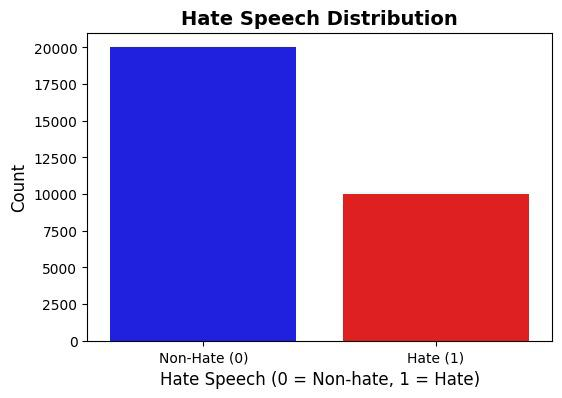 Hate Speech Distribution
20000
17500
15000
12500
10000
7500
5000
2500
0
Count
Non-Hate (0)
Hate (1)
Hate Speech (0 = Non-hate, 1 = Hate)